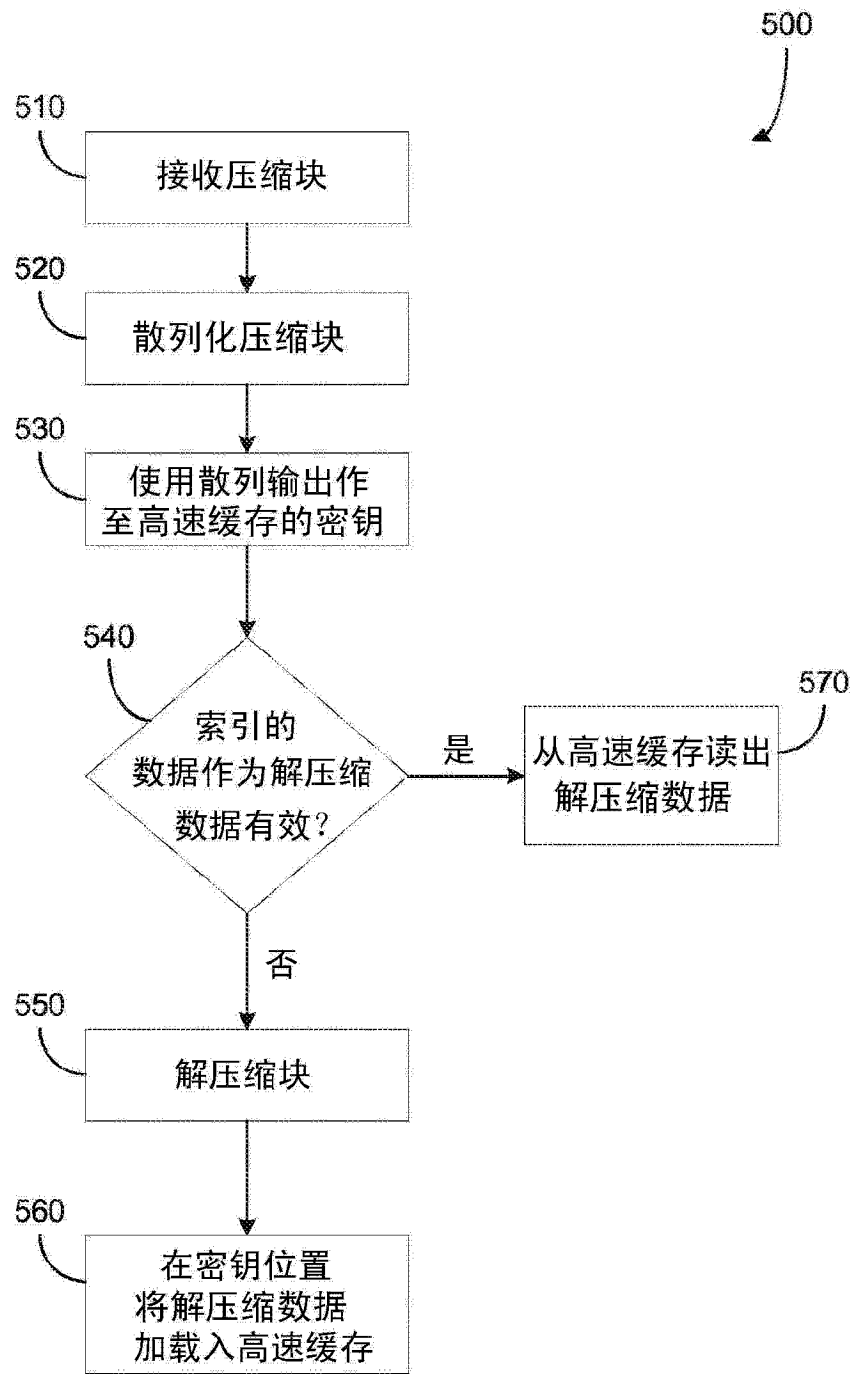 500
510
接收压缩块
520
散列化压缩块
530
使用散列输出作
至高速缓存的密钥
540
索引的
数据作为解压缩
数据有效?
是
570
从高速缓存读出
解压缩数据
否
550
解压缩块
560
在密钥位置
将解压缩数据
加载入高速缓存